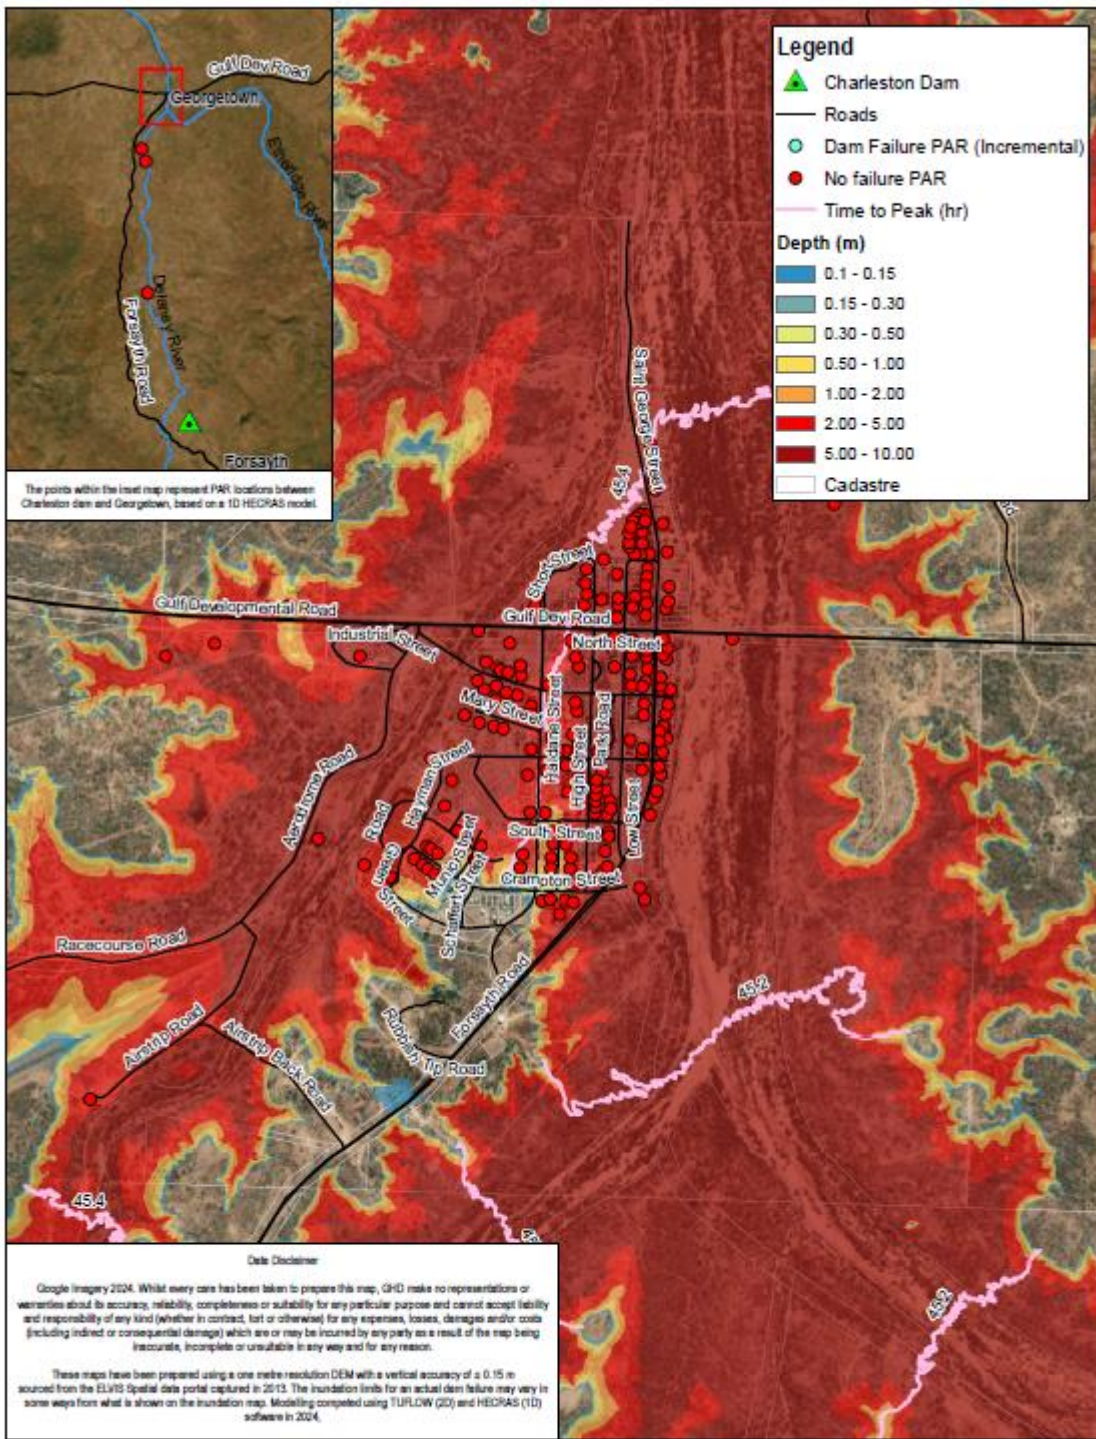 Gulf Dev Road
Georgetown
Etheridge River
Delaney River
Forsayth Road
Forsayth
The points within the inset map represent PAR locations between
Charleston dam and Georgetown, based on a 1D HECRAS model.
Legend
Charleston Dam
Roads
Dam Failure PAR (Incremental)
No failure PAR
Time to Peak (hr)
Depth (m)
0.1 - 0.15
0.15 - 0.30
0.30 - 0.50
0.50 - 1.00
1.00 - 2.00
2.00 - 5.00
5.00 - 10.00
Cadastre
Saint George Street
45.4
Short Street
Gulf Developmental Road
Gulf Dev Road
Industrial Street
North Street
Mary Street
Haldane Street
High Street
Park Road
Low Street
Hayman Street
Aerodrome Road
Road
South Street
Munic Street
Green
Street
Schaffert Street
Crampton Street
Racecourse Road
Forsayth Road
45.2
Airstrip Road
Airstrip Back Road
Rubbish Tip Road
45.4
45.2
Data Disclaimer
Google Imagery 2024. Whilst every care has been taken to prepare this map, GHD make no representations or
warranties about its accuracy, reliability, completeness or suitability for any particular purpose and cannot accept liability
and responsibility of any kind (whether in contract, tort or otherwise) for any expenses, losses, damages and/or costs
(including indirect or consequential damage) which are or may be incurred by any party as a result of the map being
inaccurate, incomplete or unsuitable in any way and for any reason.
These maps have been prepared using a one metre resolution DEM with a vertical accuracy of ± 0.15 m
sourced from the ELVIS Spatial data portal captured in 2013. The inundation limits for an actual dam failure may vary in
some ways from what is shown on the inundation map. Modelling competed using TUFLOW (2D) and HECRAS (1D)
software in 2024.